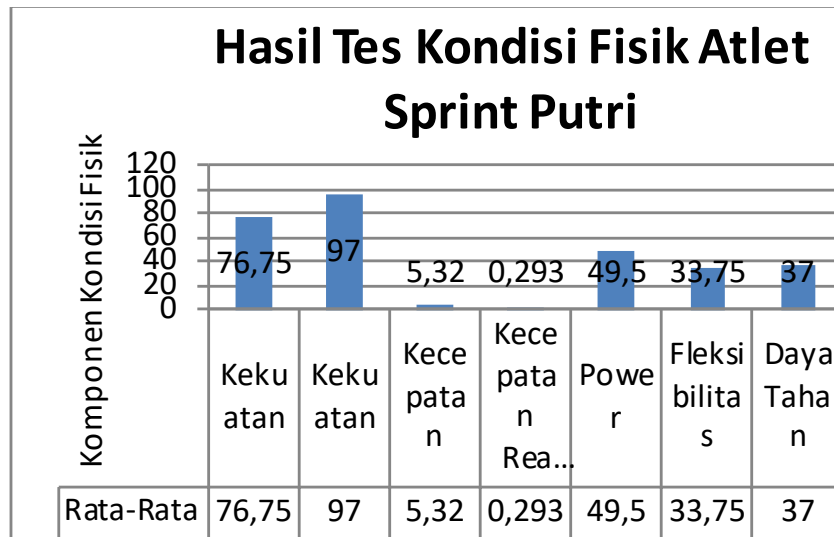 Hasil Tes Kondisi Fisik Atlet
Sprint Putri
Komponen Kondisi Fisik
120
100
80
60
40
20
0
76,75 97 5,32 0,293 49,5 33,75 37
Keku
atan
Keku
atan
Kece
pata
n
Kece
pata
n
Rea...
Powe
r
Fleksi
bilita
s
Daya
Taha
n
Rata-Rata 76,75 97 5,32 0,293 49,5 33,75 37